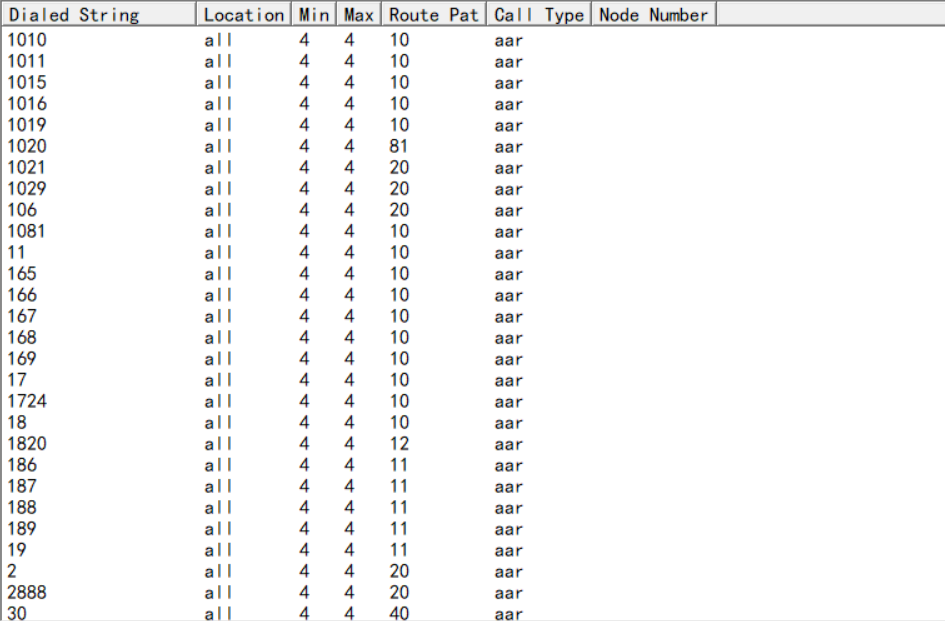 Dialed String Location Min Max Route Pat Call Type Node Number
1010 all 4 4 10 aar
1011 all 4 4 10 aar
1015 all 4 4 10 aar
1016 all 4 4 10 aar
1019 all 4 4 10 aar
1020 all 4 4 81 aar
1021 all 4 4 20 aar
1029 all 4 4 20 aar
106 all 4 4 20 aar
1081 all 4 4 10 aar
11 all 4 4 10 aar
165 all 4 4 10 aar
166 all 4 4 10 aar
167 all 4 4 10 aar
168 all 4 4 10 aar
169 all 4 4 10 aar
17 all 4 4 10 aar
1724 all 4 4 10 aar
18 all 4 4 10 aar
1820 all 4 4 12 aar
186 all 4 4 11 aar
187 all 4 4 11 aar
188 all 4 4 11 aar
189 all 4 4 11 aar
19 all 4 4 11 aar
2 all 4 4 20 aar
2888 all 4 4 20 aar
30 all 4 4 40 aar